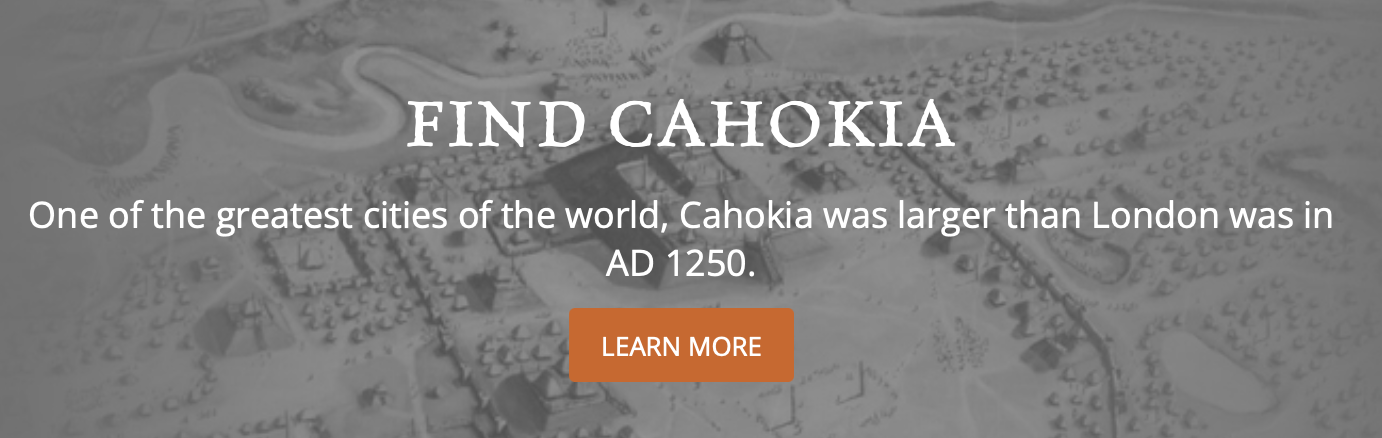 FIND CAHOKIA
One of the greatest cities of the world, Cahokia was larger than London was in
AD 1250.
LEARN MORE